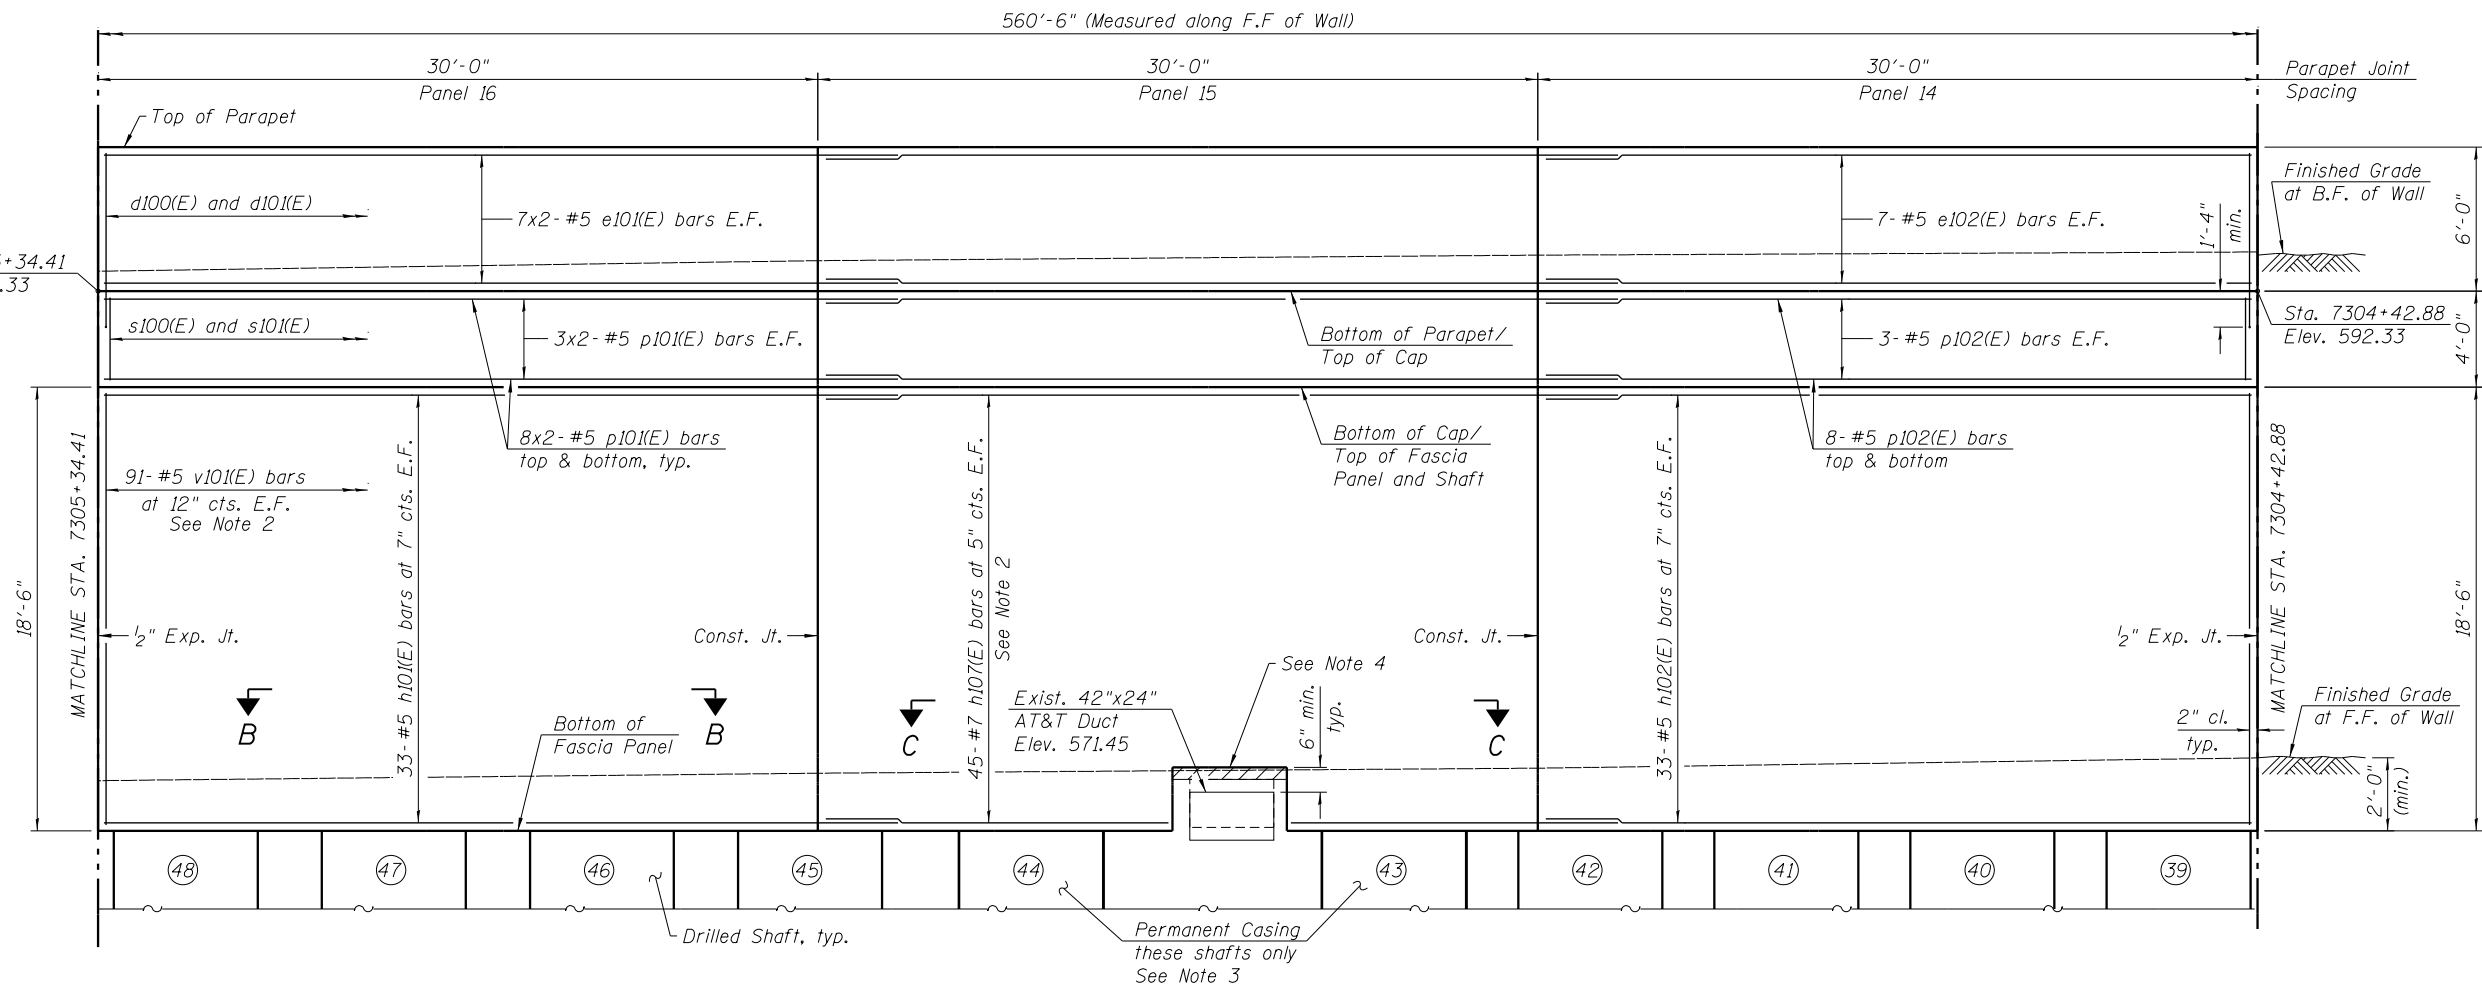 560'-6" (Measured along F.F of Wall)
30'-0"
Panel 16
30'-0"
Panel 15
30'-0"
Panel 14
Parapet Joint
Spacing
Top of Parapet
d100(E) and d101(E)
7x2-#5 e101(E) bars E.F.
7-#5 e102(E) bars E.F.
1'-4"
min.
Finished Grade
at B.F. of Wall
6'-0"
+34.41
.33
s100(E) and s101(E)
3x2-#5 p101(E) bars E.F.
Bottom of Parapet/
Top of Cap
3-#5 p102(E) bars E.F.
Sta. 7304+42.88
Elev. 592.33
4'-0"
8x2-#5 p101(E) bars
top & bottom, typ.
Bottom of Cap/
Top of Fascia
Panel and Shaft
8-#5 p102(E) bars
top & bottom
91-#5 v101(E) bars
at 12" cts. E.F.
See Note 2
18'-6"
MATCHLINE STA. 7305+34.41
33-#5 h101(E) bars at 7" cts. E.F.
45-#7 h107(E) bars at 5" cts. E.F.
See Note 2
33-#5 h102(E) bars at 7" cts. E.F.
MATCHLINE STA. 7304+42.88
18'-6"
1/2" Exp. Jt.
Const. Jt.
Const. Jt.
1/2" Exp. Jt.
See Note 4
Exist. 42"x24"
AT&T Duct
Elev. 571.45
6" min.
typ.
B
B
C
C
Bottom of
Fascia Panel
2" cl.
typ.
Finished Grade
at F.F. of Wall
2'-0"
(min.)
48
47
46
45
44
43
42
41
40
39
Drilled Shaft, typ.
Permanent Casing
these shafts only
See Note 3